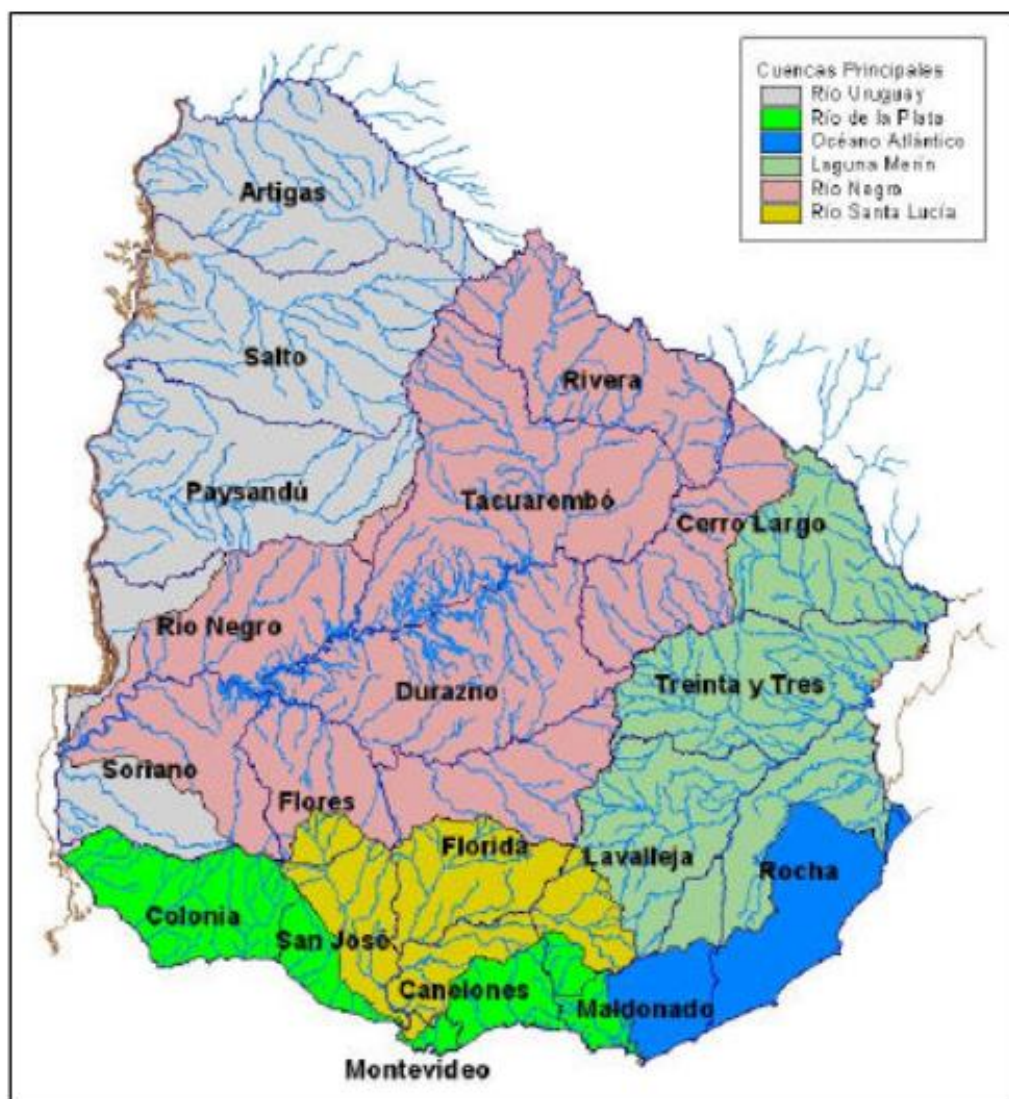 Cuencas Principales
Río Uruguay
Río de la Plata
Océano Atlántico
Laguna Merín
Río Negro
Río Santa Lucía
Artigas
Salto
Rivera
Paysandú
Tacuarembó
Cerro Largo
Río Negro
Durazno
Treinta y Tres
Soriano
Flores
Florida
Lavalleja
Rocha
Colonia
San José
Canelones
Maldonado
Montevideo